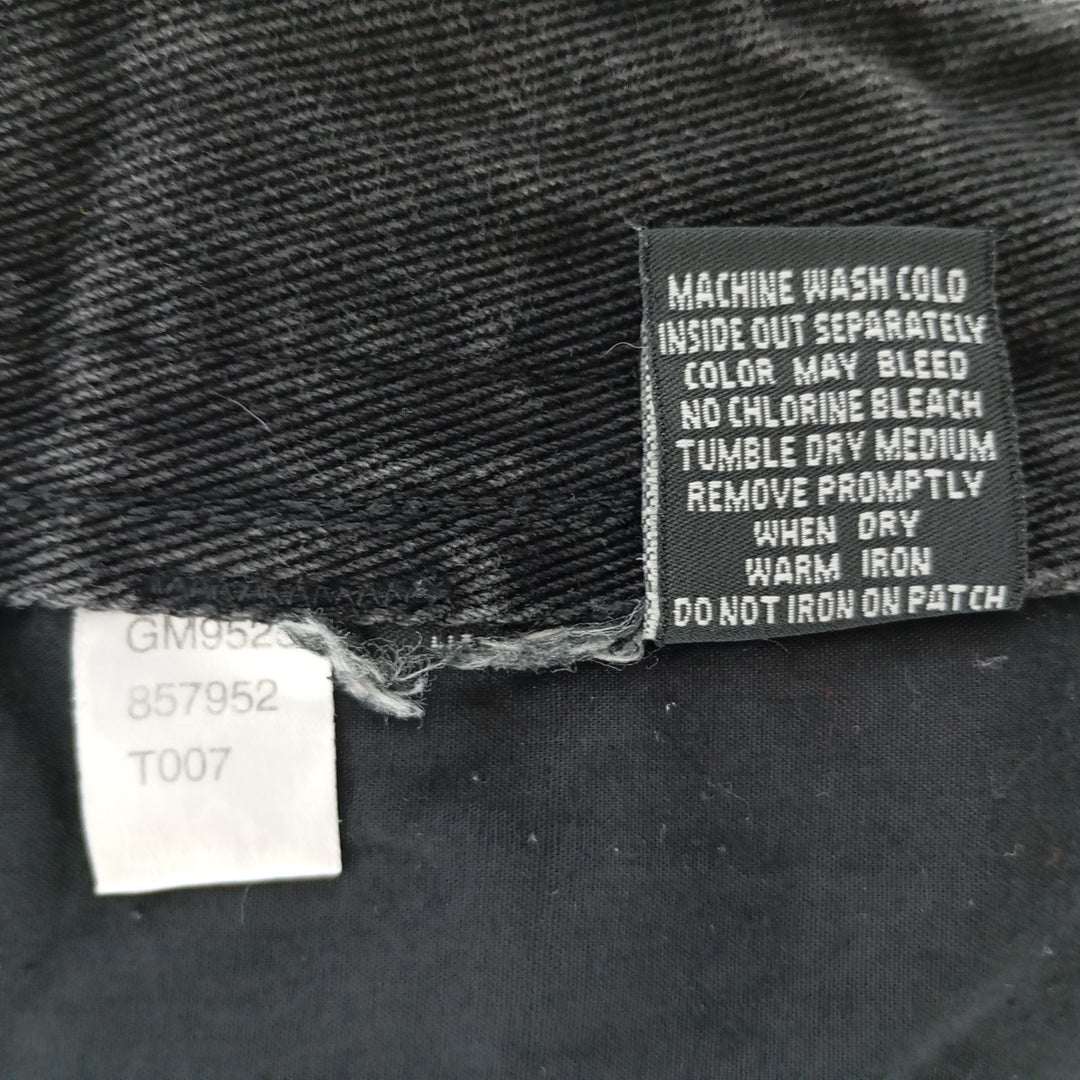 MACHINE WASH COLD
INSIDE OUT SEPARATELY
COLOR MAY BLEED
NO CHLORINE BLEACH
TUMBLE DRY MEDIUM
REMOVE PROMPTLY
WHEN DRY
WARM IRON
DO NOT IRON ON PATCH
857952
T007